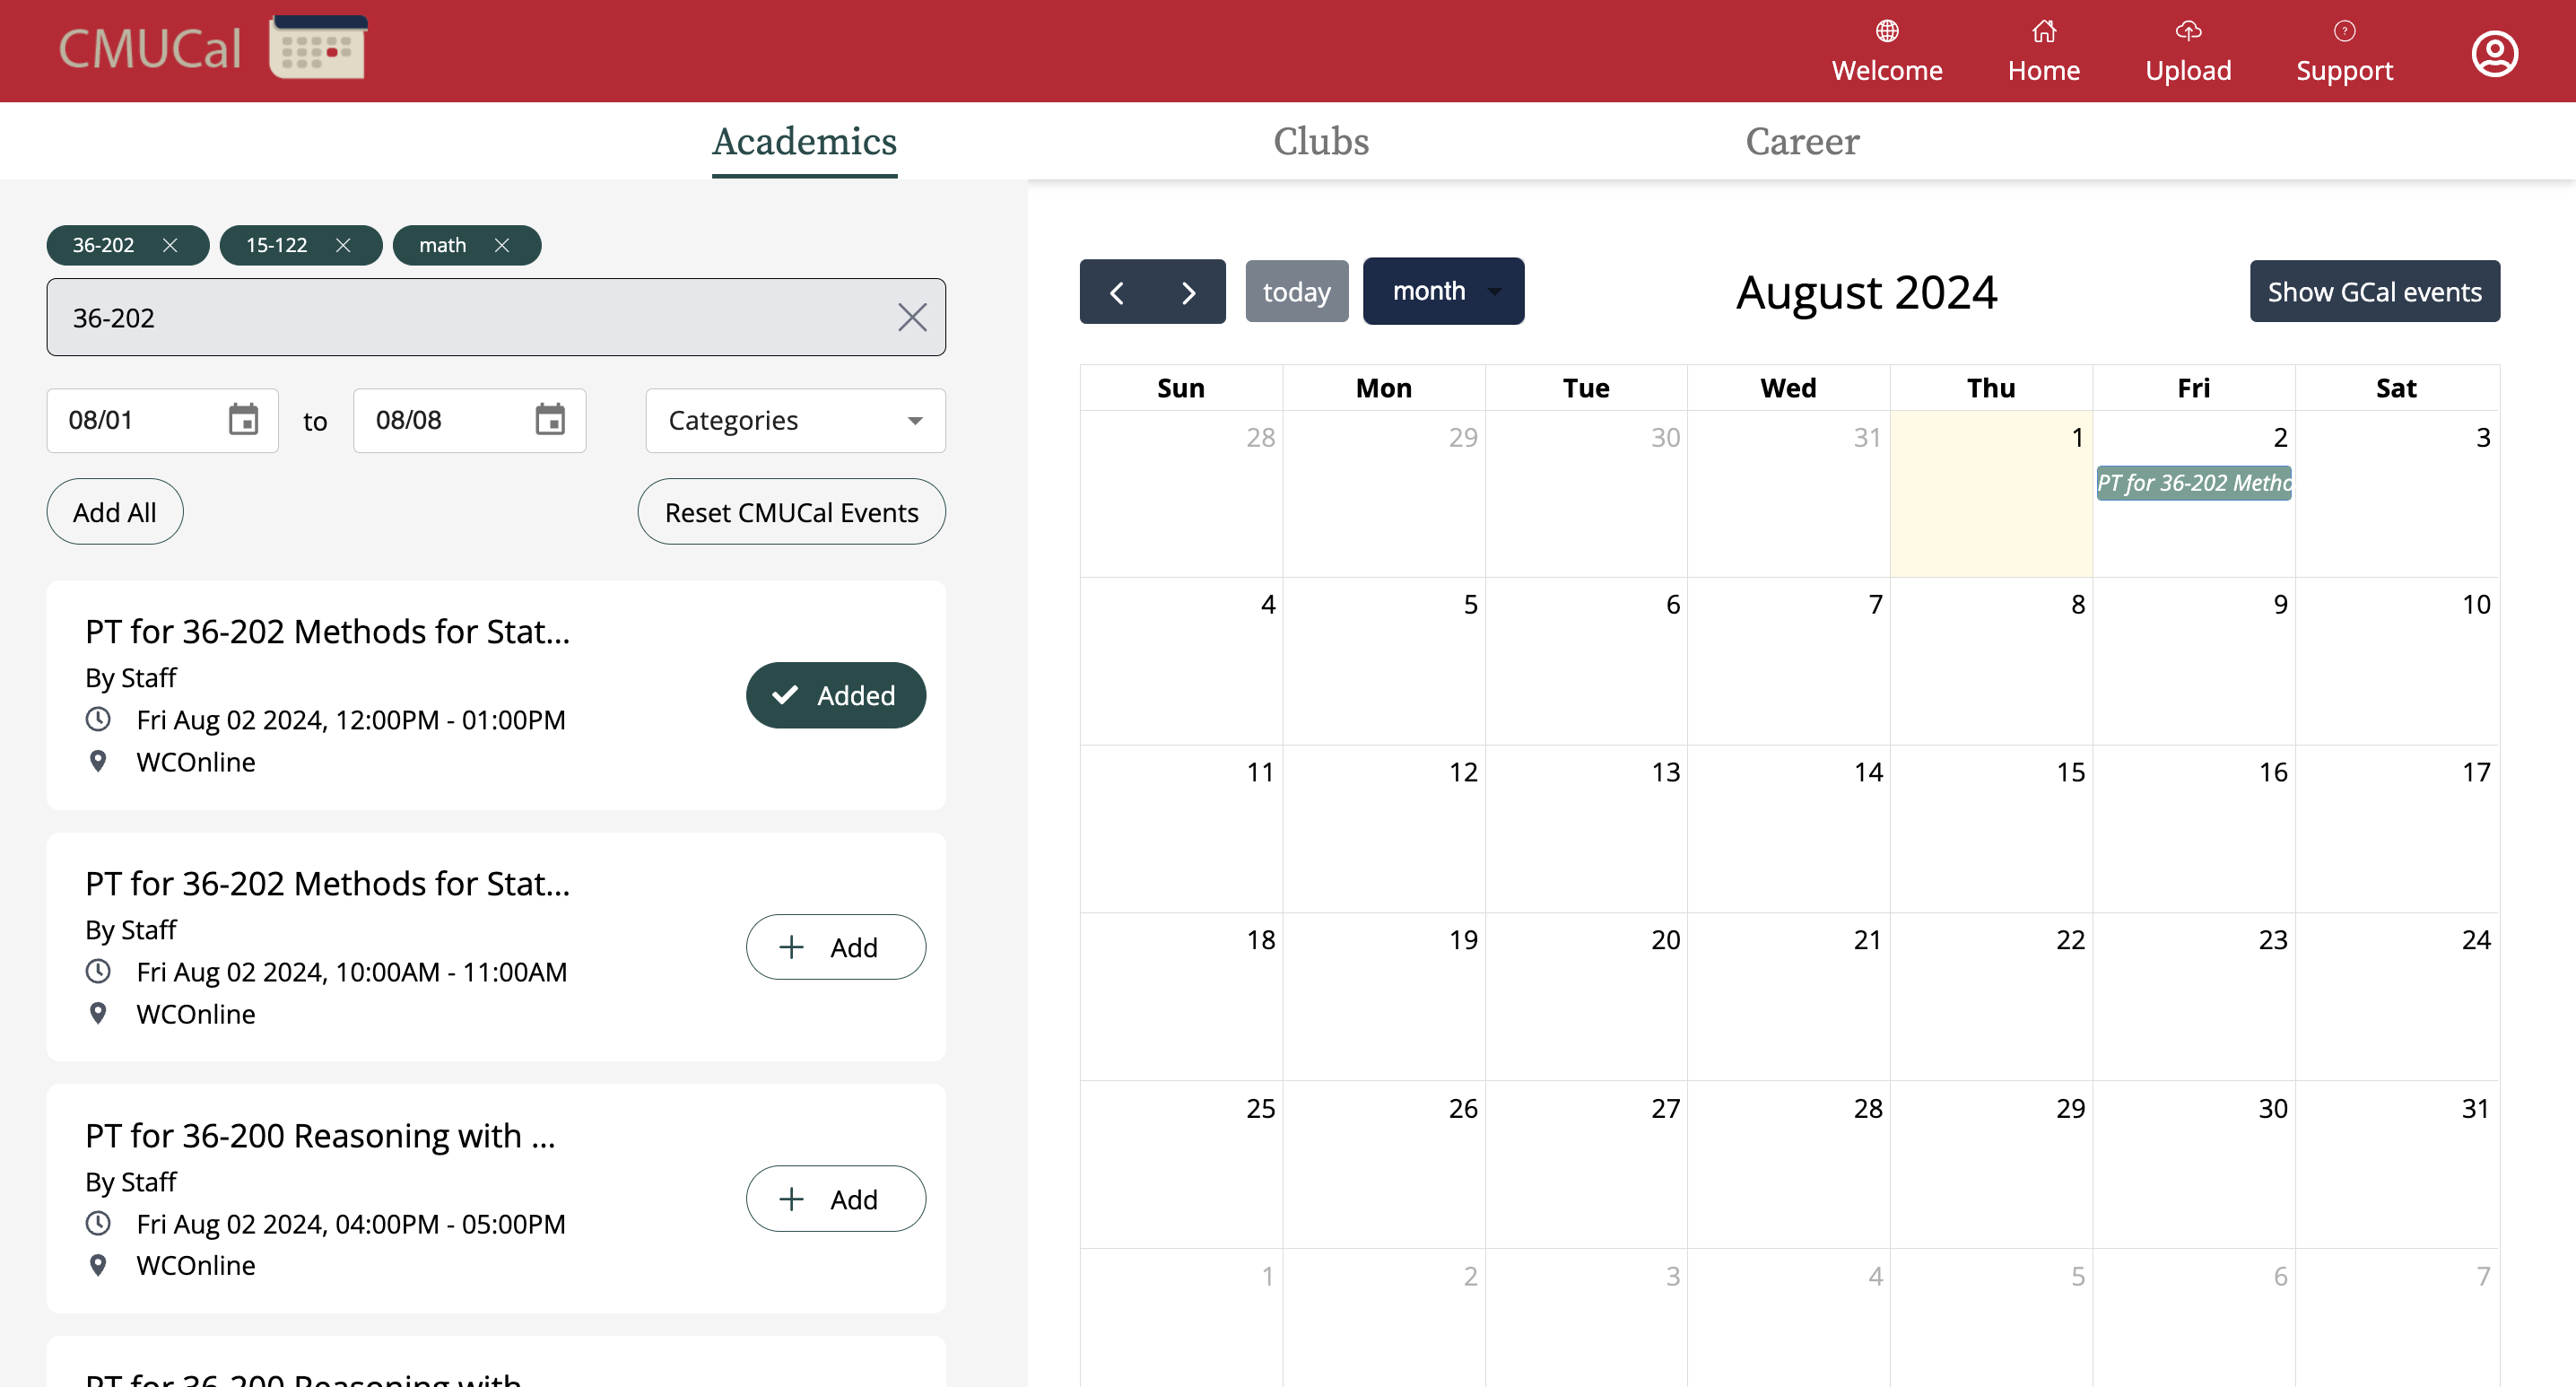 CMUCal
Welcome
Home
Upload
Support
Academics
Clubs
Career
36-202
15-122
math
36-202
08/01
to
08/08
Categories
Add All
Reset CMUCal Events
PT for 36-202 Methods for Stat...
By Staff
Fri Aug 02 2024, 12:00PM - 01:00PM
WCOnline
Added
PT for 36-202 Methods for Stat...
By Staff
Fri Aug 02 2024, 10:00AM - 11:00AM
WCOnline
Add
PT for 36-200 Reasoning with ...
By Staff
Fri Aug 02 2024, 04:00PM - 05:00PM
WCOnline
Add
PT for 36-200 Reasoning with
today
month
August 2024
Show GCal events
Sun Mon Tue Wed Thu Fri Sat
28 29 30 31 1 2 3
PT for 36-202 Metho
4 5 6 7 8 9 10
11 12 13 14 15 16 17
18 19 20 21 22 23 24
25 26 27 28 29 30 31
1 2 3 4 5 6 7